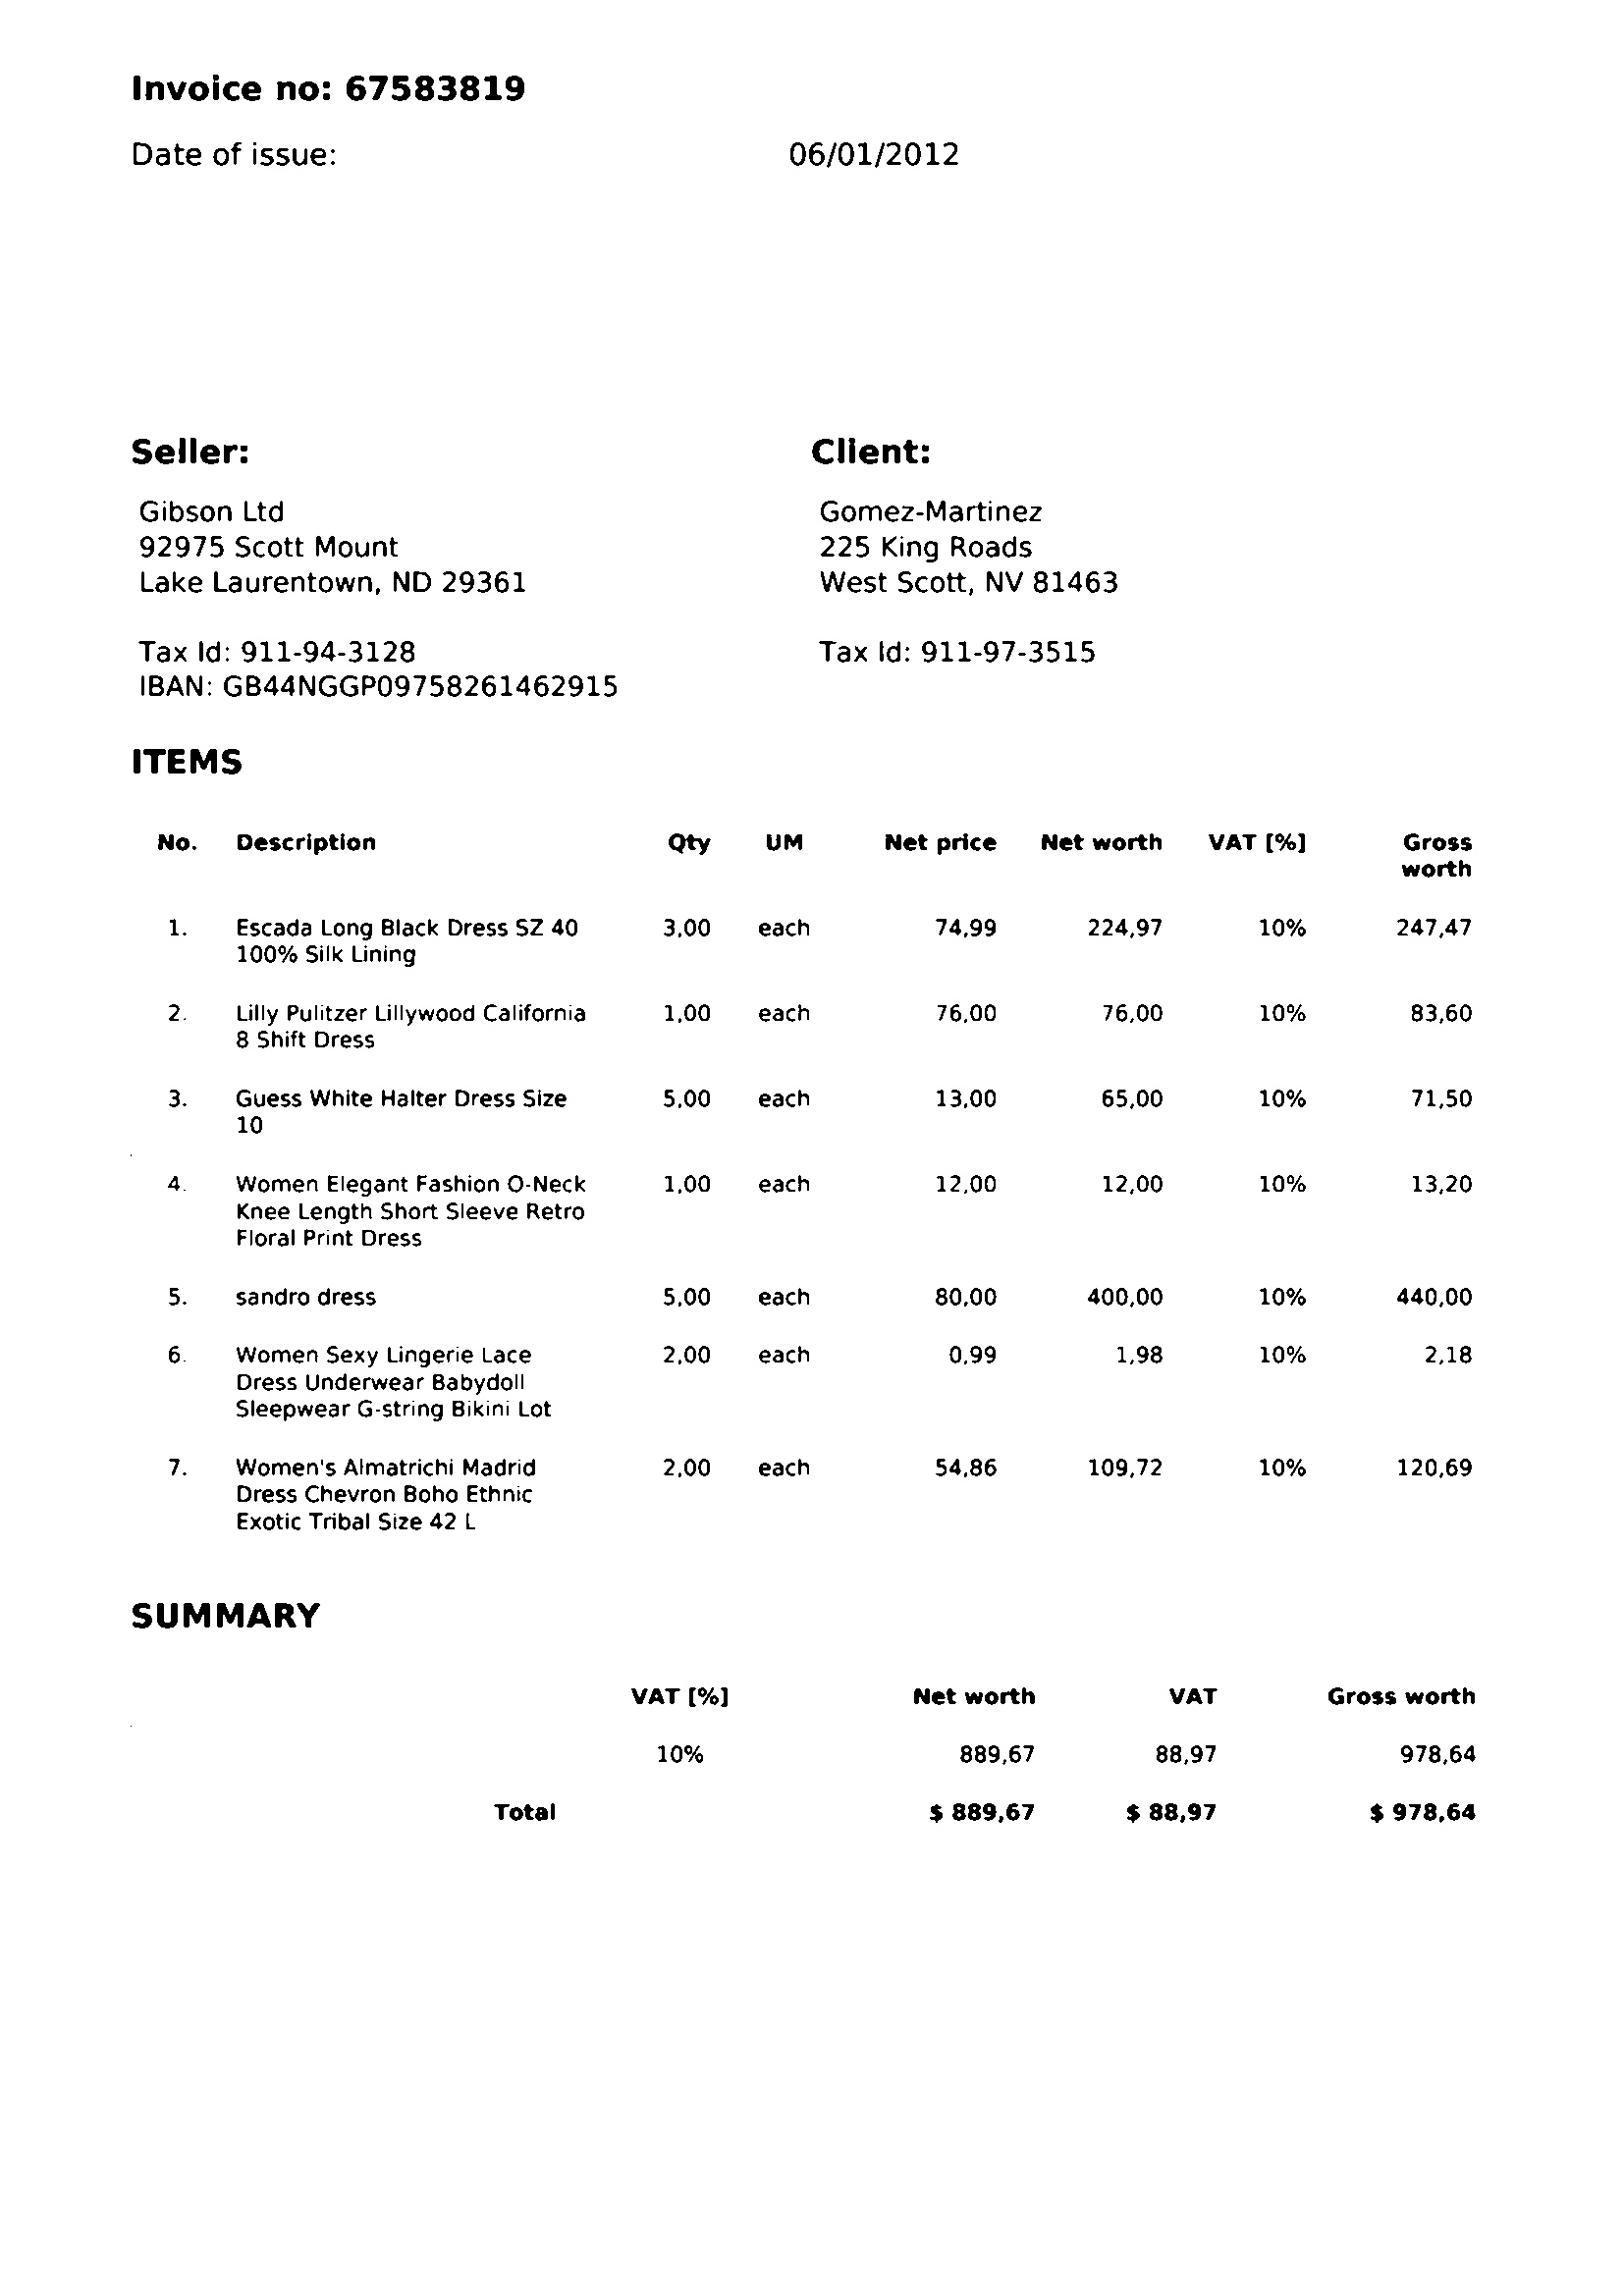 Invoice no: 67583819
Date of issue: 06/01/2012
Seller: Client:
Gibson Ltd Gomez-Martinez
92975 Scott Mount 225 King Roads
Lake Laurentown, ND 29361 West Scott, NV 81463
Tax Id: 911-94-3128 Tax Id: 911-97-3515
IBAN: GB44NGGP09758261462915
ITEMS
No. Description Qty UM Net price Net worth VAT [%] Gross
worth
1. Escada Long Black Dress SZ 40 3,00 each 74,99 224,97 10% 247,47
100% Silk Lining
2. Lilly Pulitzer Lillywood California 1,00 each 76,00 76,00 10% 83,60
8 Shift Dress
3. Guess White Halter Dress Size 5,00 each 13,00 65,00 10% 71,50
10
4. Women Elegant Fashion O-Neck 1,00 each 12,00 12,00 10% 13,20
Knee Length Short Sleeve Retro
Floral Print Dress
5. sandro dress 5,00 each 80,00 400,00 10% 440,00
6. Women Sexy Lingerie Lace 2,00 each 0,99 1,98 10% 2,18
Dress Underwear Babydoll
Sleepwear G-string Bikini Lot
7. Women's Almatrichi Madrid 2,00 each 54,86 109,72 10% 120,69
Dress Chevron Boho Ethnic
Exotic Tribal Size 42 L
SUMMARY
VAT [%] Net worth VAT Gross worth
10% 889,67 88,97 978,64
Total $ 889,67 $ 88,97 $ 978,64